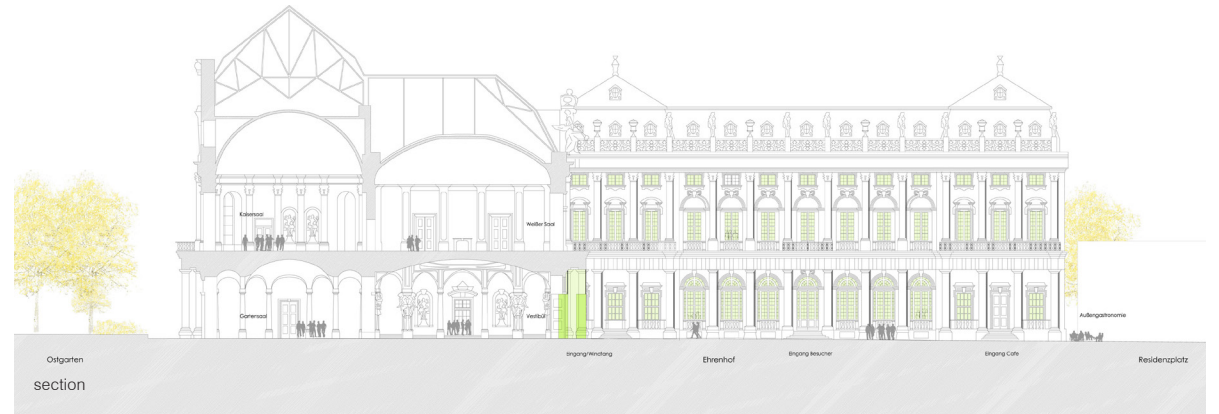 Kaisersaal
Weißer Saal
Gartensaal
Vestibül
Außengastronomie
Eingang/Windfang
Eingang Besucher
Eingang Cafe
Ostgarten
Ehrenhof
Residenzplatz
section